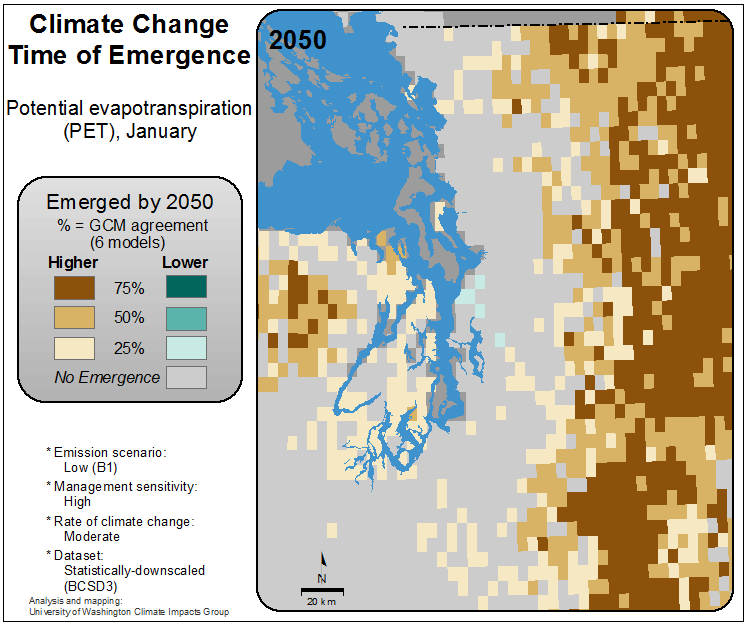 Climate Change
Time of Emergence
Potential evapotranspiration
(PET), January
Emerged by 2050
% = GCM agreement
(6 models)
Higher Lower
75%
50%
25%
No Emergence
* Emission scenario:
Low (B1)
* Management sensitivity:
High
* Rate of climate change:
Moderate
* Dataset:
Statistically-downscaled
(BCSD3)
Analysis and mapping:
University of Washington Climate Impacts Group
2050
N
20 km